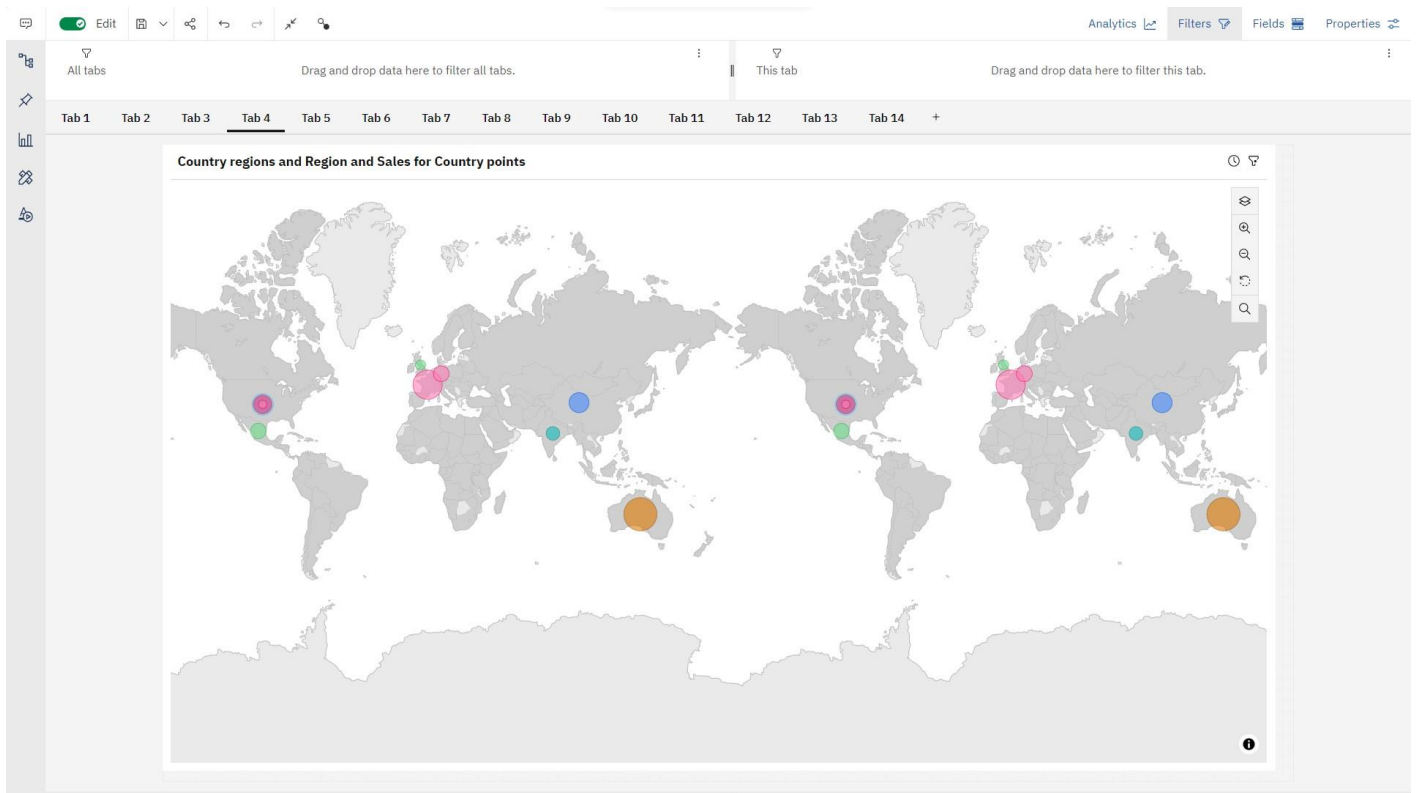 Edit
Analytics
Filters
Fields
Properties
All tabs
Drag and drop data here to filter all tabs.
This tab
Drag and drop data here to filter this tab.
Tab 1 Tab 2 Tab 3 Tab 4 Tab 5 Tab 6 Tab 7 Tab 8 Tab 9 Tab 10 Tab 11 Tab 12 Tab 13 Tab 14 +
Country regions and Region and Sales for Country points